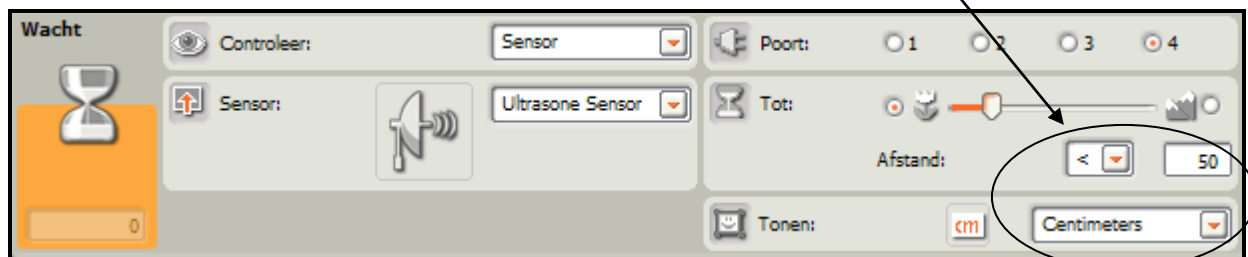 Wacht
Controleer: Sensor
Sensor: Ultrasone Sensor
0
Poort: 1 2 3 4
Tot:
Afstand: < 50
Tonen: cm Centimeters